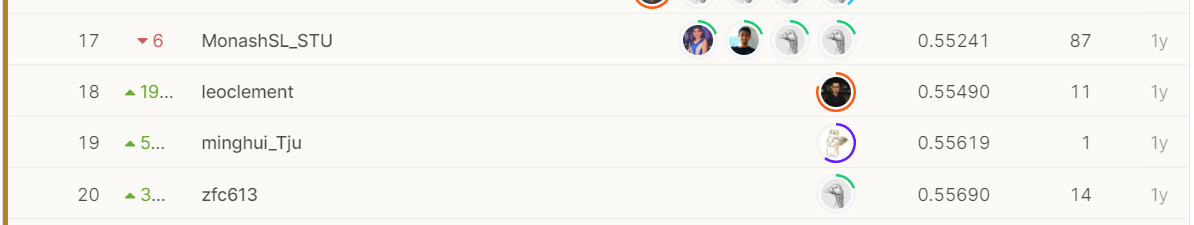 17 ▼ 6 MonashSL_STU 0.55241 87 1y
18 ▲ 19... leoclement 0.55490 11 1y
19 ▲ 5... minghui_Tju 0.55619 1 1y
20 ▲ 3... zfc613 0.55690 14 1y